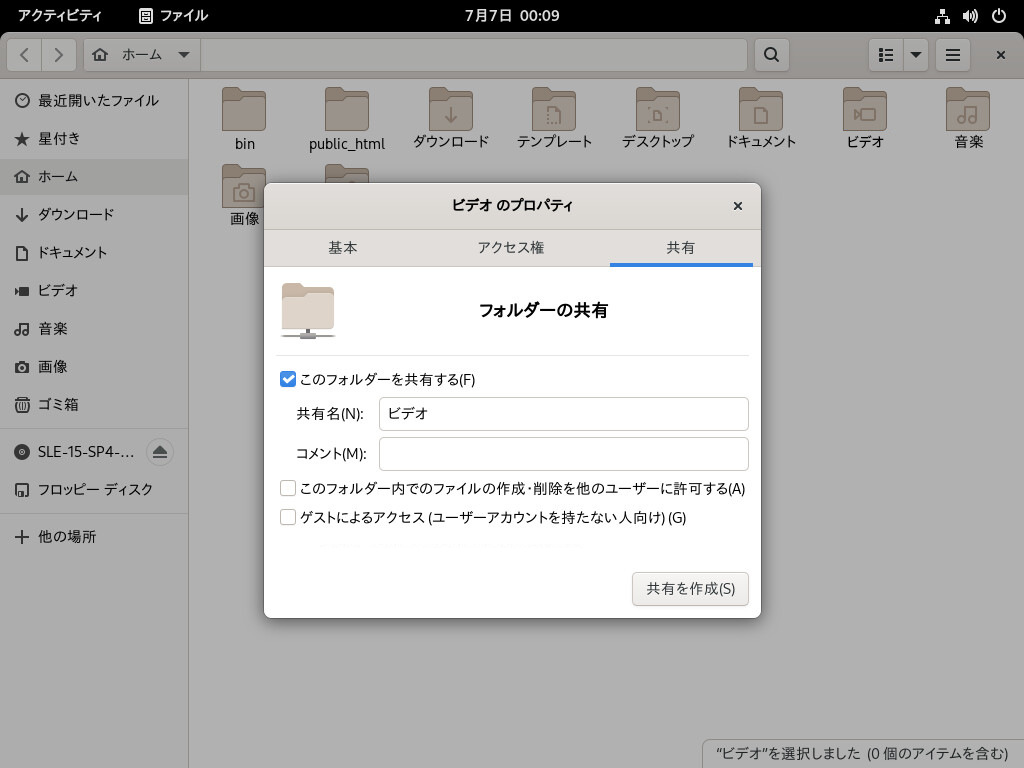 アクティビティ
ファイル
7月7日 00:09
ホーム
最近開いたファイル
星付き
ホーム
ダウンロード
ドキュメント
ビデオ
音楽
画像
ゴミ箱
SLE-15-SP4-…
フロッピー ディスク
他の場所
bin
public_html
ダウンロード
テンプレート
デスクトップ
ドキュメント
ビデオ
音楽
画像
ビデオ のプロパティ
基本
アクセス権
共有
フォルダーの共有
このフォルダーを共有する(F)
共有名(N):
ビデオ
コメント(M):
このフォルダー内でのファイルの作成・削除を他のユーザーに許可する(A)
ゲストによるアクセス (ユーザーアカウントを持たない人向け) (G)
共有を作成(S)
“ビデオ”を選択しました (0 個のアイテムを含む)